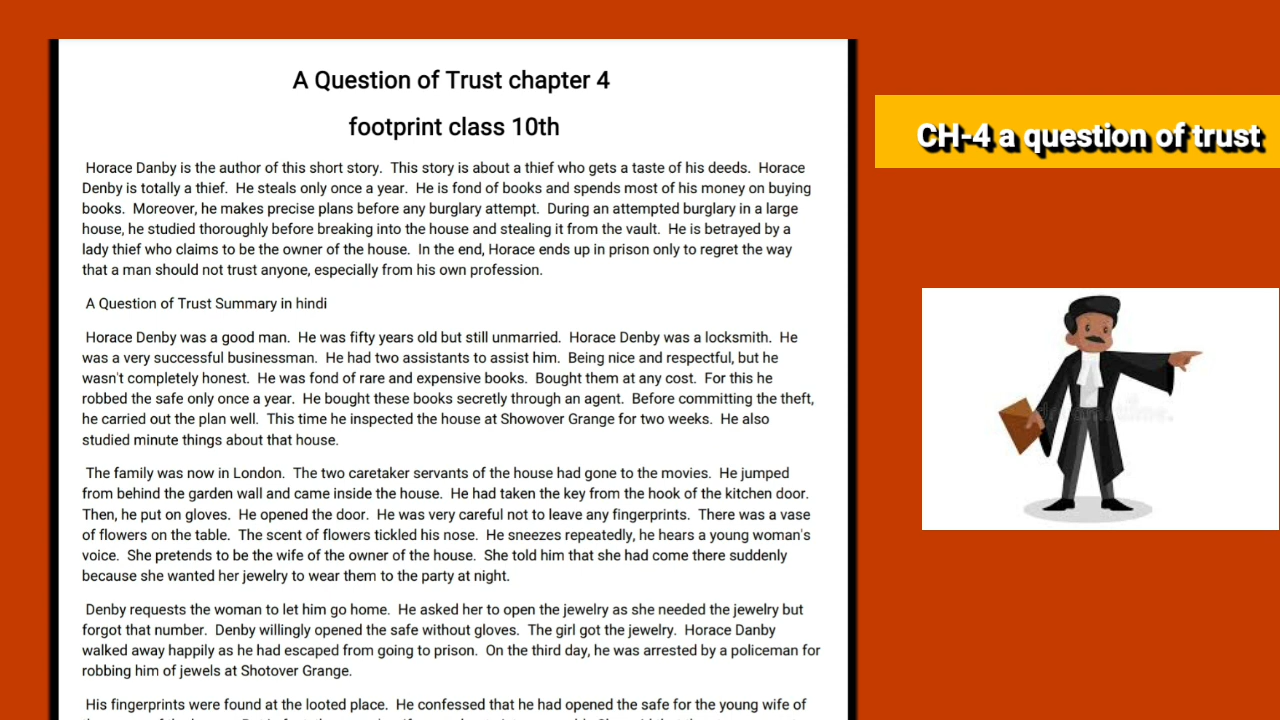 A Question of Trust chapter 4
footprint class 10th
CH-4 a question of trust
Horace Danby is the author of this short story. This story is about a thief who gets a taste of his deeds. Horace
Denby is totally a thief. He steals only once a year. He is fond of books and spends most of his money on buying
books. Moreover, he makes precise plans before any burglary attempt. During an attempted burglary in a large
house, he studied thoroughly before breaking into the house and stealing it from the vault. He is betrayed by a
lady thief who claims to be the owner of the house. In the end, Horace ends up in prison only to regret the way
that a man should not trust anyone, especially from his own profession.
A Question of Trust Summary in hindi
Horace Denby was a good man. He was fifty years old but still unmarried. Horace Denby was a locksmith. He
was a very successful businessman. He had two assistants to assist him. Being nice and respectful, but he
wasn't completely honest. He was fond of rare and expensive books. Bought them at any cost. For this he
robbed the safe only once a year. He bought these books secretly through an agent. Before committing the theft,
he carried out the plan well. This time he inspected the house at Showover Grange for two weeks. He also
studied minute things about that house.
The family was now in London. The two caretaker servants of the house had gone to the movies. He jumped
from behind the garden wall and came inside the house. He had taken the key from the hook of the kitchen door.
Then, he put on gloves. He opened the door. He was very careful not to leave any fingerprints. There was a vase
of flowers on the table. The scent of flowers tickled his nose. He sneezes repeatedly, he hears a young woman's
voice. She pretends to be the wife of the owner of the house. She told him that she had come there suddenly
because she wanted her jewelry to wear them to the party at night.
Denby requests the woman to let him go home. He asked her to open the jewelry as she needed the jewelry but
forgot that number. Denby willingly opened the safe without gloves. The girl got the jewelry. Horace Danby
walked away happily as he had escaped from going to prison. On the third day, he was arrested by a policeman for
robbing him of jewels at Shotover Grange.
His fingerprints were found at the looted place. He confessed that he had opened the safe for the young wife of